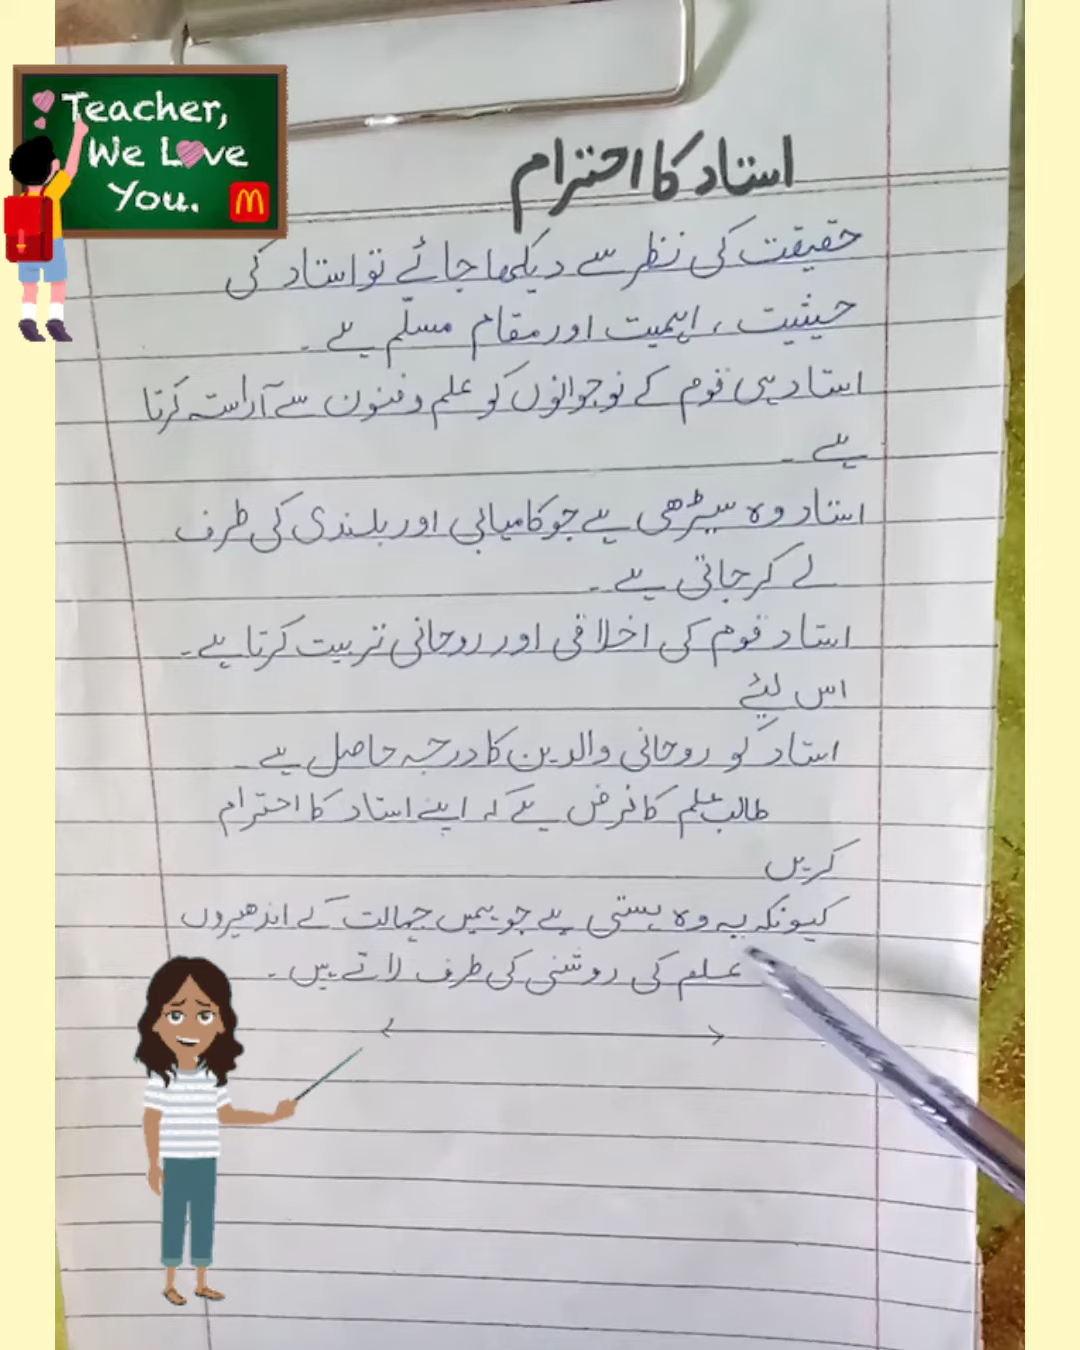 Teacher,
We Love
You.
استاد کا احترام
حقیقت کی نظر سے دیکھا جائے تو استاد کی
حیثیت ، اہمیت اور مقام مسلّم ہے ۔
استاد ہی قوم کے نوجوانوں کو علم و فنون سے آراستہ کرتا
ہے ۔
استاد وہ سیڑھی ہے جو کامیابی اور بلندی کی طرف
لے کر جاتی ہے ۔
استاد قوم کی اخلاقی اور روحانی تربیت کرتا ہے ۔
اس لئے
استاد کو روحانی والدین کا درجہ حاصل ہے ۔
طالب علم کا فرض ہے کہ اپنے استاد کا احترام
کریں
کیونکہ یہ وہ ہستی ہے جو ہمیں جہالت کے اندھیروں
علم کی روشنی کی طرف لاتے ہیں ۔